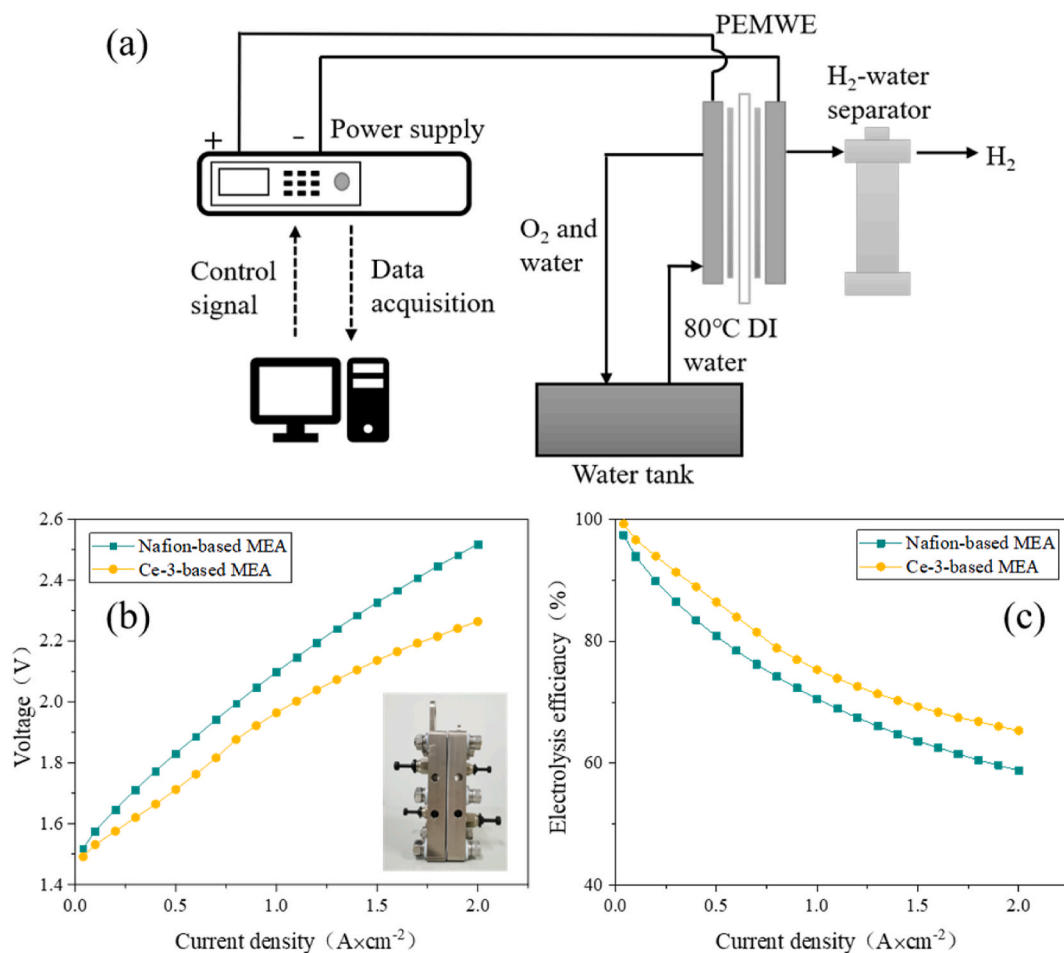 (a)
PEMWE
H₂-water
separator
+
-
Power supply
H₂
O₂ and
water
Control
signal
Data
acquisition
80℃ DI
water
Water tank
2.6
2.4
2.2
2.0
1.8
1.6
1.4
Voltage（V）
Nafion-based MEA
Ce-3-based MEA
(b)
0.0 0.5 1.0 1.5 2.0
Current density（A×cm⁻²）
100
80
60
40
Electrolysis efficiency（%）
Nafion-based MEA
Ce-3-based MEA
(c)
0.0 0.5 1.0 1.5 2.0
Current density（A×cm⁻²）